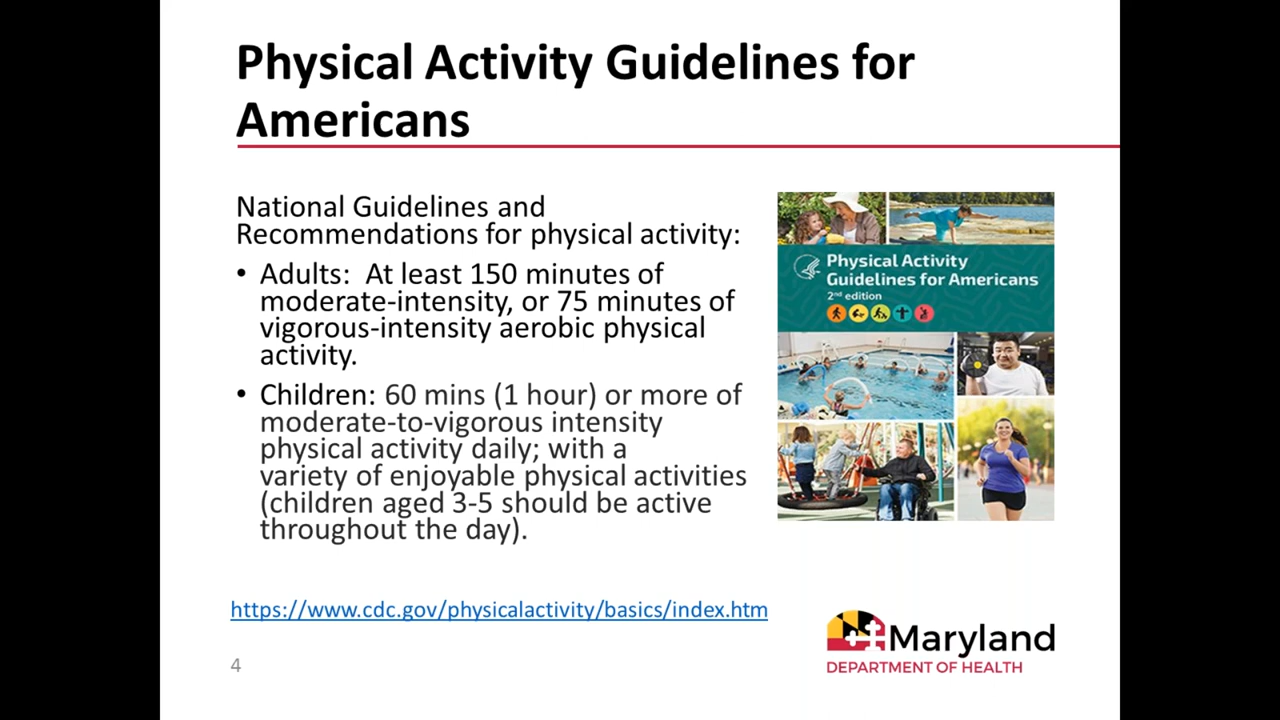 Physical Activity Guidelines for
Americans
National Guidelines and
Recommendations for physical activity:
• Adults:  At least 150 minutes of
moderate-intensity, or 75 minutes of
vigorous-intensity aerobic physical
activity.
• Children: 60 mins (1 hour) or more of
moderate-to-vigorous intensity
physical activity daily; with a
variety of enjoyable physical activities
(children aged 3-5 should be active
throughout the day).
Physical Activity
Guidelines for Americans
2nd edition
https://www.cdc.gov/physicalactivity/basics/index.htm
4
Maryland
DEPARTMENT OF HEALTH